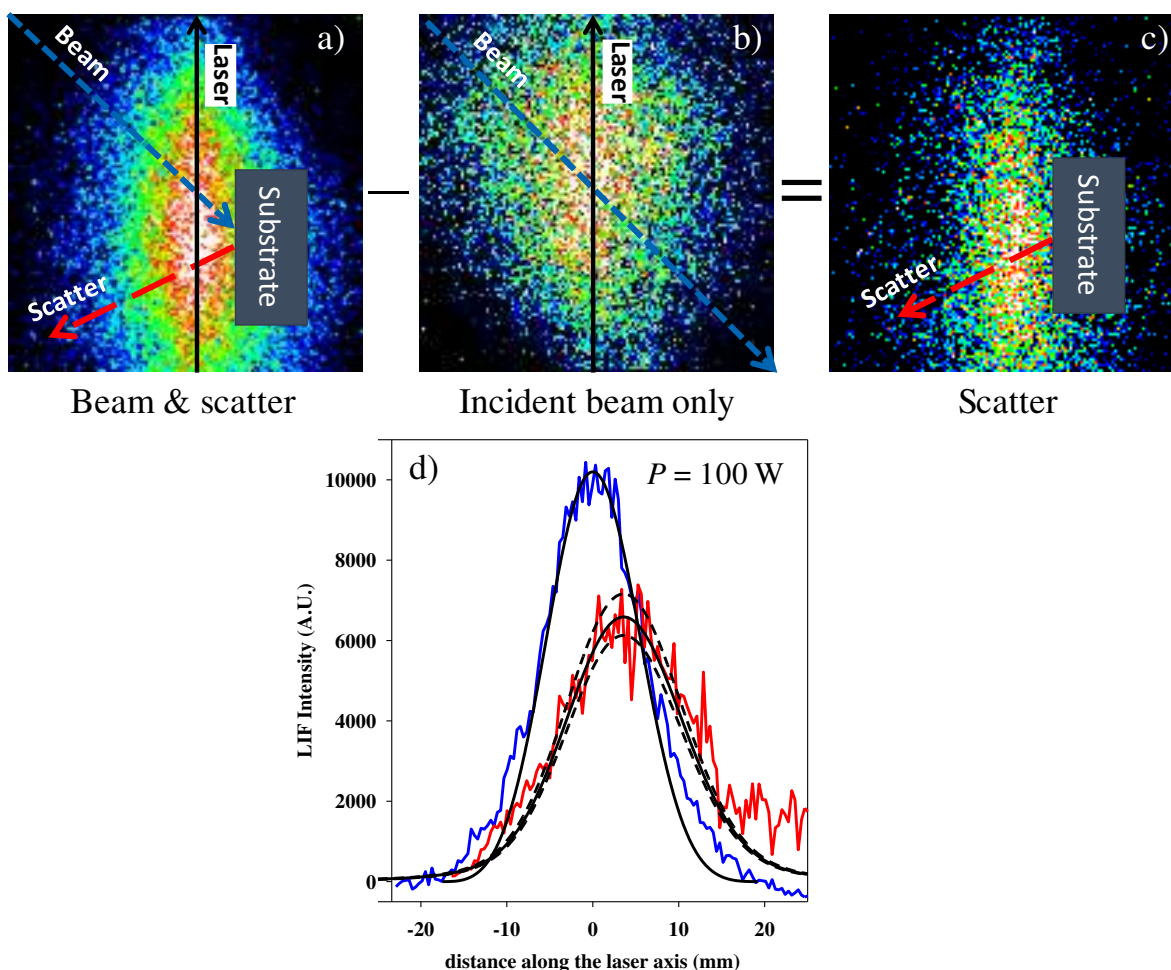 a)
Beam
Laser
Substrate
Scatter
b)
Beam
Laser
c)
Substrate
Scatter
—
=
Beam & scatter
Incident beam only
Scatter
d)
P = 100 W
10000
8000
6000
4000
2000
0
LIF Intensity (A.U.)
-20 -10 0 10 20
distance along the laser axis (mm)